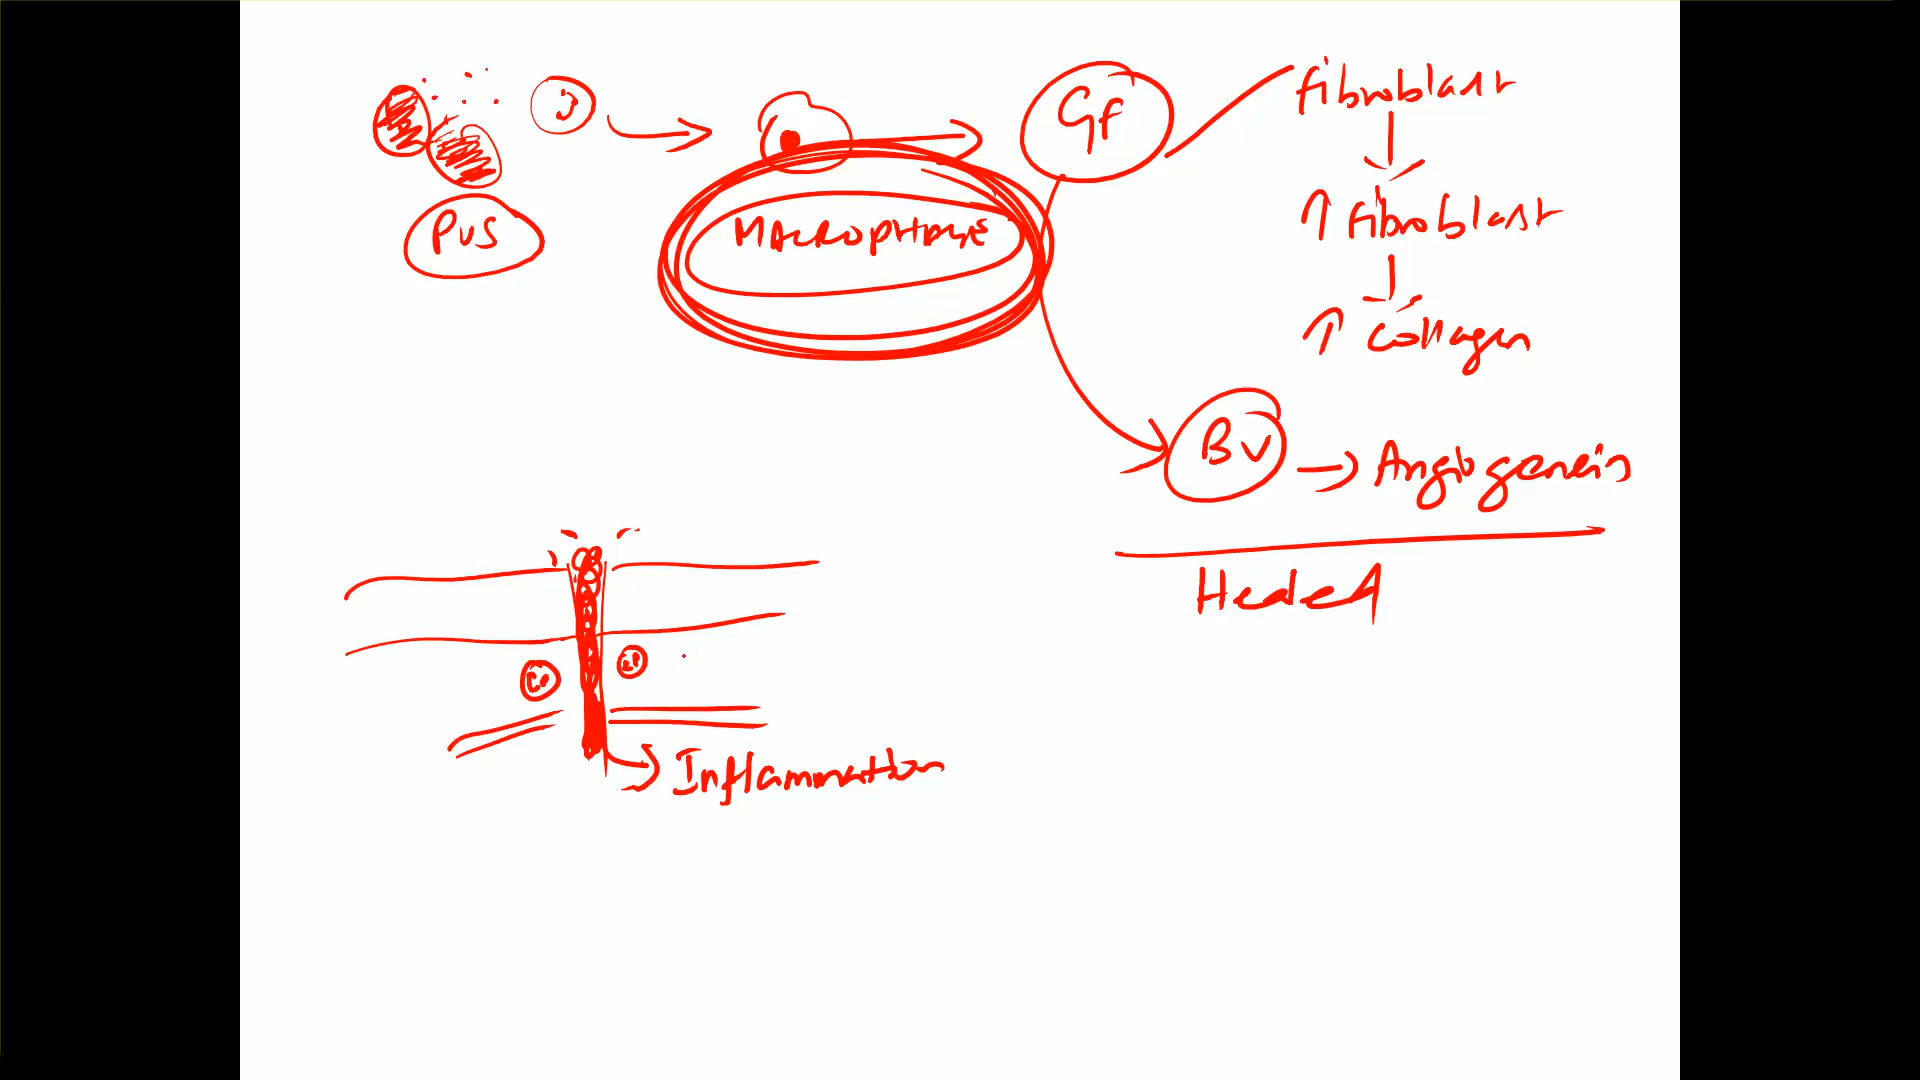 Gf
fibroblast
PUS
MACROPHAGE
↑ fibroblast
↑ collagen
BV → Angiogenesis
Healed
Inflammation